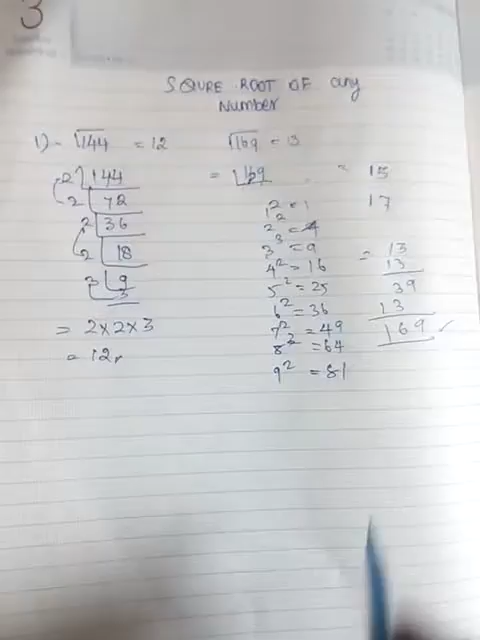 3
SQURE ROOT OF any
Number
1) - √144 = 12
2 144
2 72
2 36
2 18
3 9
3
= 2×2×3
= 12
√169 = 13
= √169
1² = 1
2² = 4
3³ = 9
4² = 16
5² = 25
6² = 36
7² = 49
8² = 64
9² = 81
= 15
17
= 13
13
39
13
169 ✓